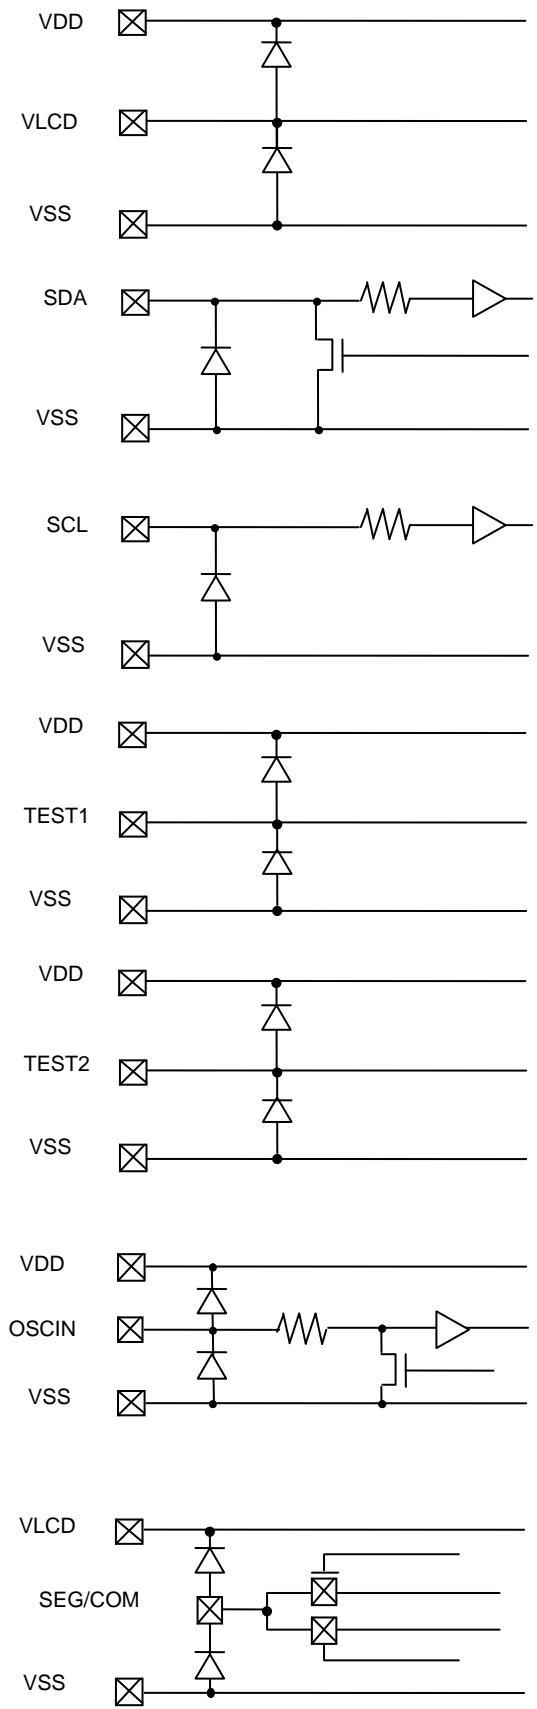 VDD
VLCD
VSS
SDA
VSS
SCL
VSS
VDD
TEST1
VSS
VDD
TEST2
VSS
VDD
OSCIN
VSS
VLCD
SEG/COM
VSS